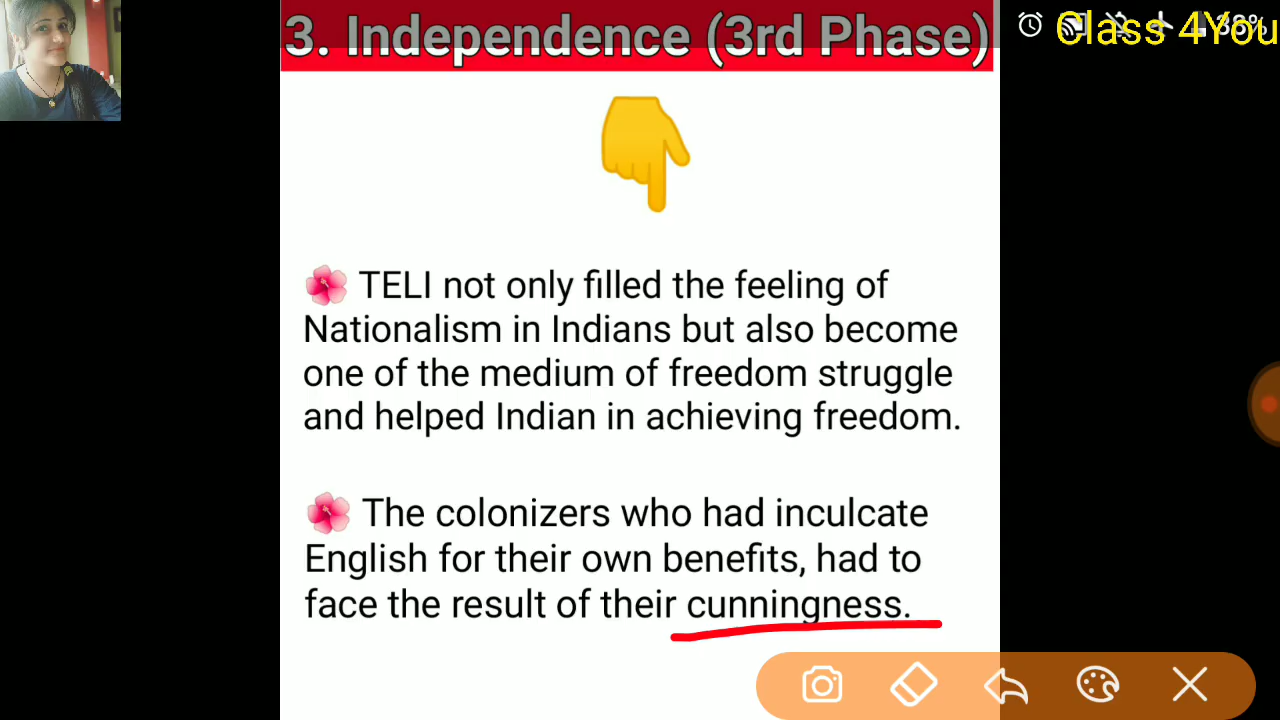 3. Independence (3rd Phase)
Class 4You
38%
TELI not only filled the feeling of
Nationalism in Indians but also become
one of the medium of freedom struggle
and helped Indian in achieving freedom.
The colonizers who had inculcate
English for their own benefits, had to
face the result of their cunningness.